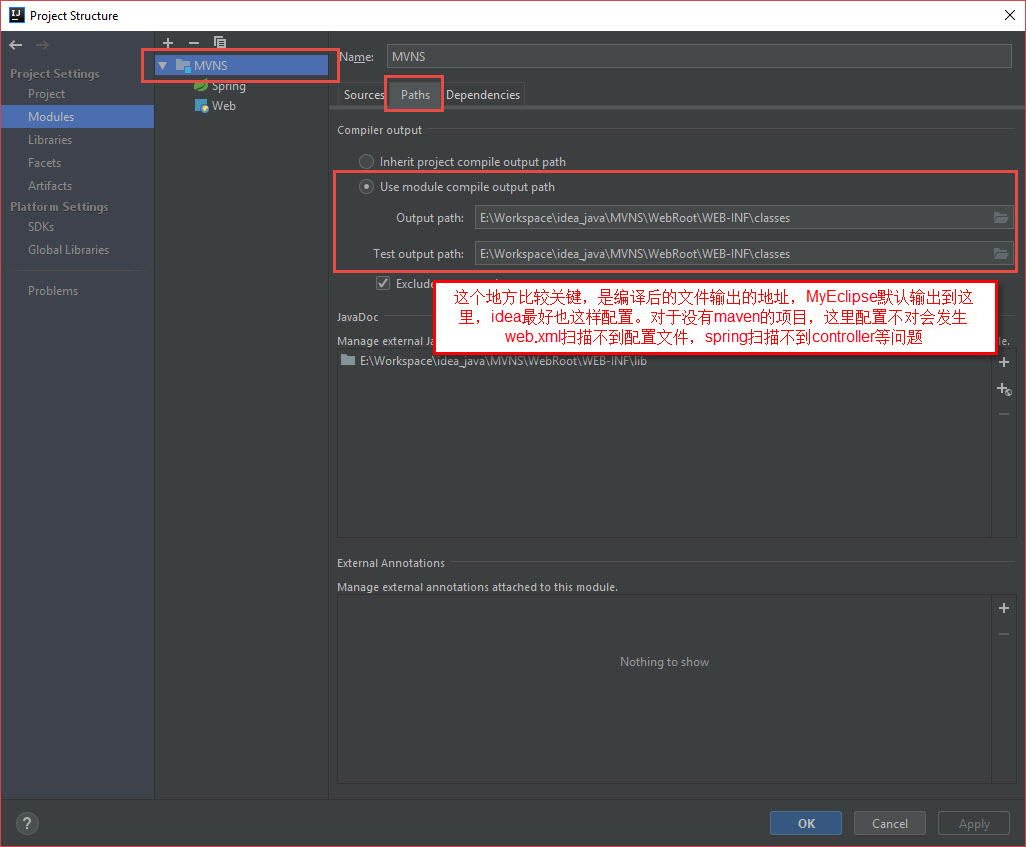 Project Structure
Project Settings
Project
Modules
Libraries
Facets
Artifacts
Platform Settings
SDKs
Global Libraries
Problems
MVNS
Spring
Web
Name:
MVNS
Sources
Paths
Dependencies
Compiler output
Inherit project compile output path
Use module compile output path
Output path:
E:\Workspace\idea_java\MVNS\WebRoot\WEB-INF\classes
Test output path:
E:\Workspace\idea_java\MVNS\WebRoot\WEB-INF\classes
Exclude
这个地方比较关键，是编译后的文件输出的地址，MyEclipse默认输出到这
里，idea最好也这样配置。对于没有maven的项目，这里配置不对会发生
web.xml扫描不到配置文件，spring扫描不到controller等问题
JavaDoc
Manage external
E:\Workspace\idea_java\MVNS\WebRoot\WEB-INF\lib
External Annotations
Manage external annotations attached to this module.
Nothing to show
?
OK
Cancel
Apply